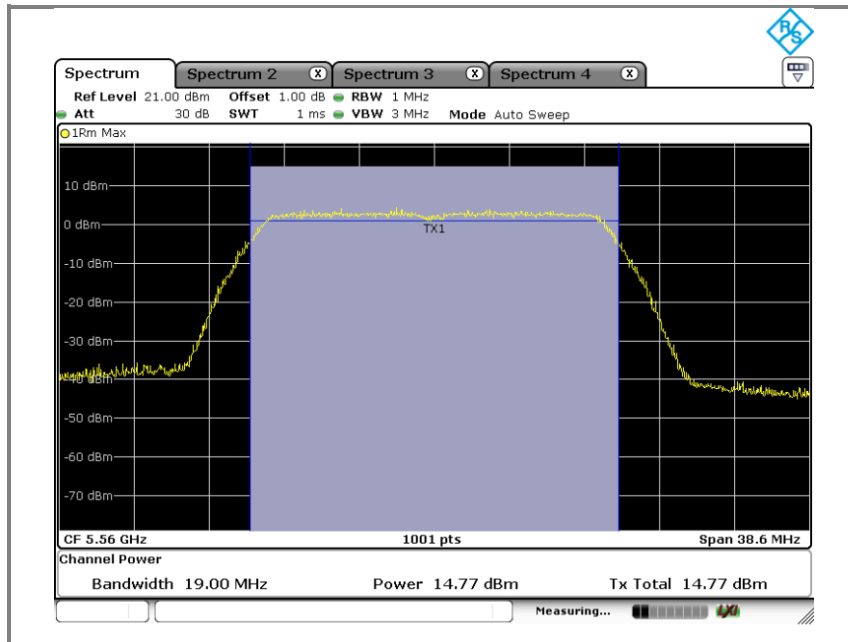 R&S
Spectrum Spectrum 2 X Spectrum 3 X Spectrum 4 X
Ref Level 21.00 dBm Offset 1.00 dB RBW 1 MHz
Att 30 dB SWT 1 ms VBW 3 MHz Mode Auto Sweep
1Rm Max
10 dBm
0 dBm
TX1
-10 dBm
-20 dBm
-30 dBm
-40 dBm
-50 dBm
-60 dBm
-70 dBm
CF 5.56 GHz 1001 pts Span 38.6 MHz
Channel Power
Bandwidth 19.00 MHz Power 14.77 dBm Tx Total 14.77 dBm
Measuring... LXI